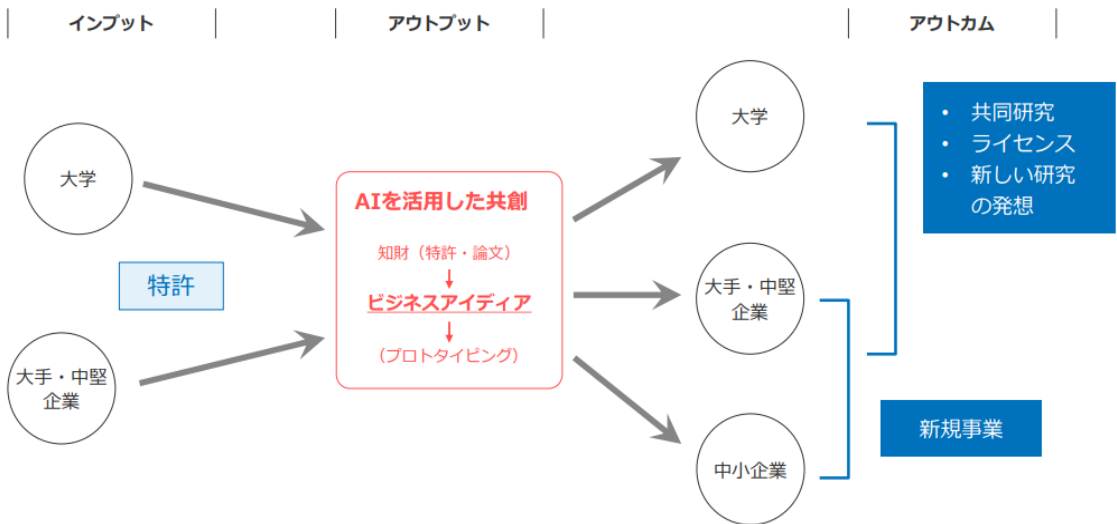 インプット
アウトプット
アウトカム
大学
特許
大手・中堅
企業
AIを活用した共創
知財（特許・論文）
ビジネスアイディア
（プロトタイピング）
大学
大手・中堅
企業
中小企業
• 共同研究
• ライセンス
• 新しい研究
の発想
新規事業